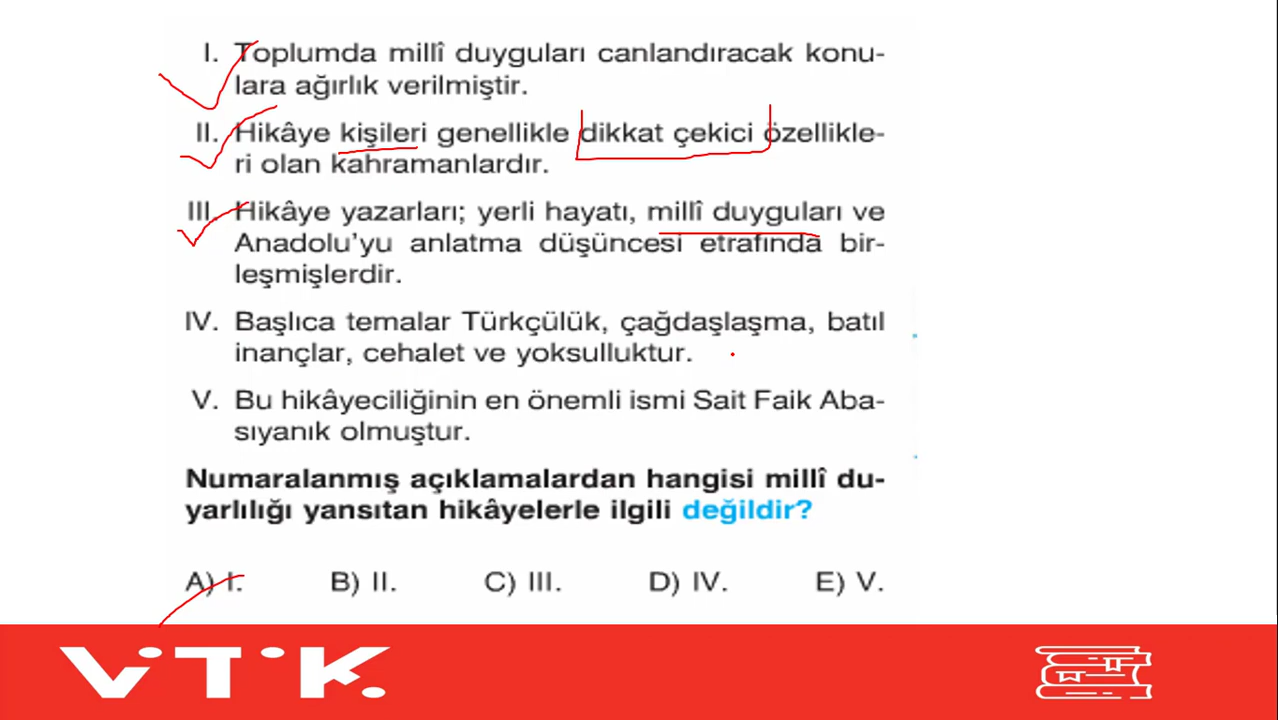 I. Toplumda millî duyguları canlandıracak konu-
lara ağırlık verilmiştir.
II. Hikâye kişileri genellikle dikkat çekici özellikle-
ri olan kahramanlardır.
III. Hikâye yazarları; yerli hayatı, millî duyguları ve
Anadolu'yu anlatma düşüncesi etrafında bir-
leşmişlerdir.
IV. Başlıca temalar Türkçülük, çağdaşlaşma, batıl
inançlar, cehalet ve yoksulluktur.
V. Bu hikâyeciliğinin en önemli ismi Sait Faik Aba-
sıyanık olmuştur.
Numaralanmış açıklamalardan hangisi millî du-
yarlılığı yansıtan hikâyelerle ilgili değildir?
A) I. B) II. C) III. D) IV. E) V.
VİTİK.